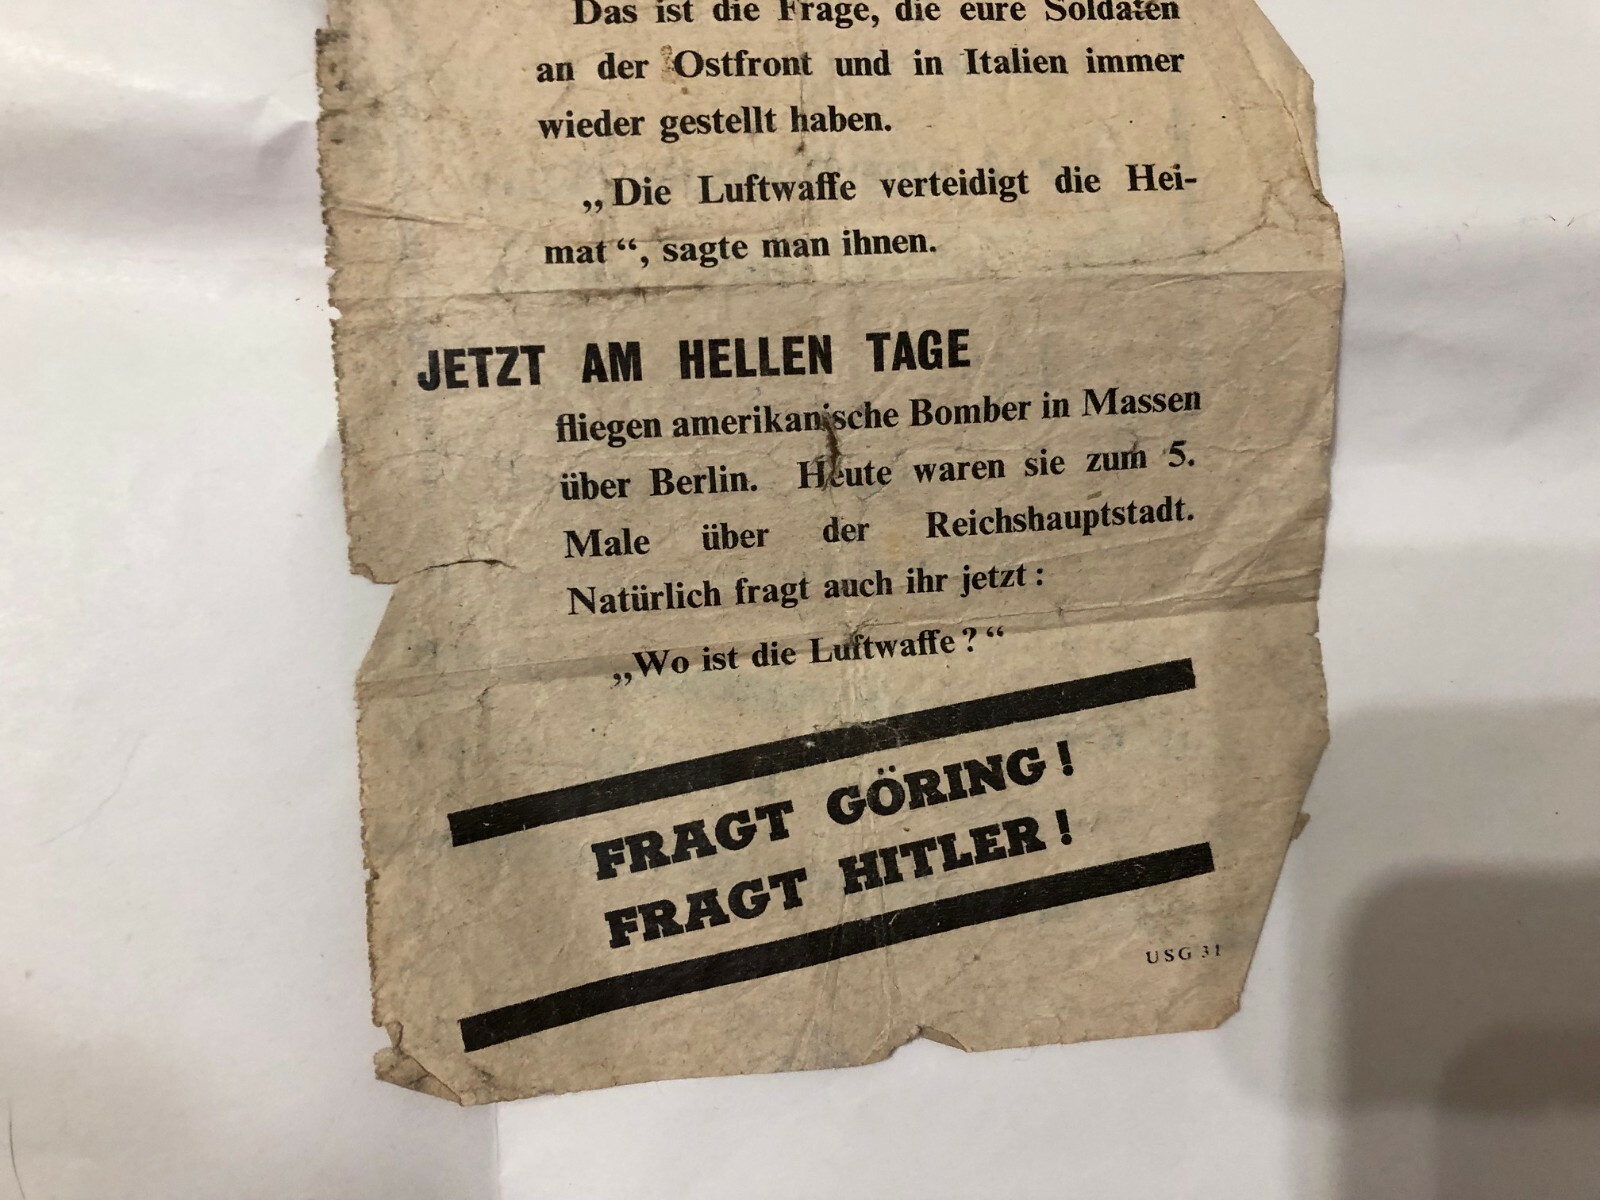 Das ist die Frage, die eure Soldaten
an der Ostfront und in Italien immer
wieder gestellt haben.
„Die Luftwaffe verteidigt die Hei-
mat“, sagte man ihnen.
JETZT AM HELLEN TAGE
fliegen amerikanische Bomber in Massen
über Berlin. Heute waren sie zum 5.
Male über der Reichshauptstadt.
Natürlich fragt auch ihr jetzt:
„Wo ist die Luftwaffe?“
FRAGT GÖRING!
FRAGT HITLER!
USG 31